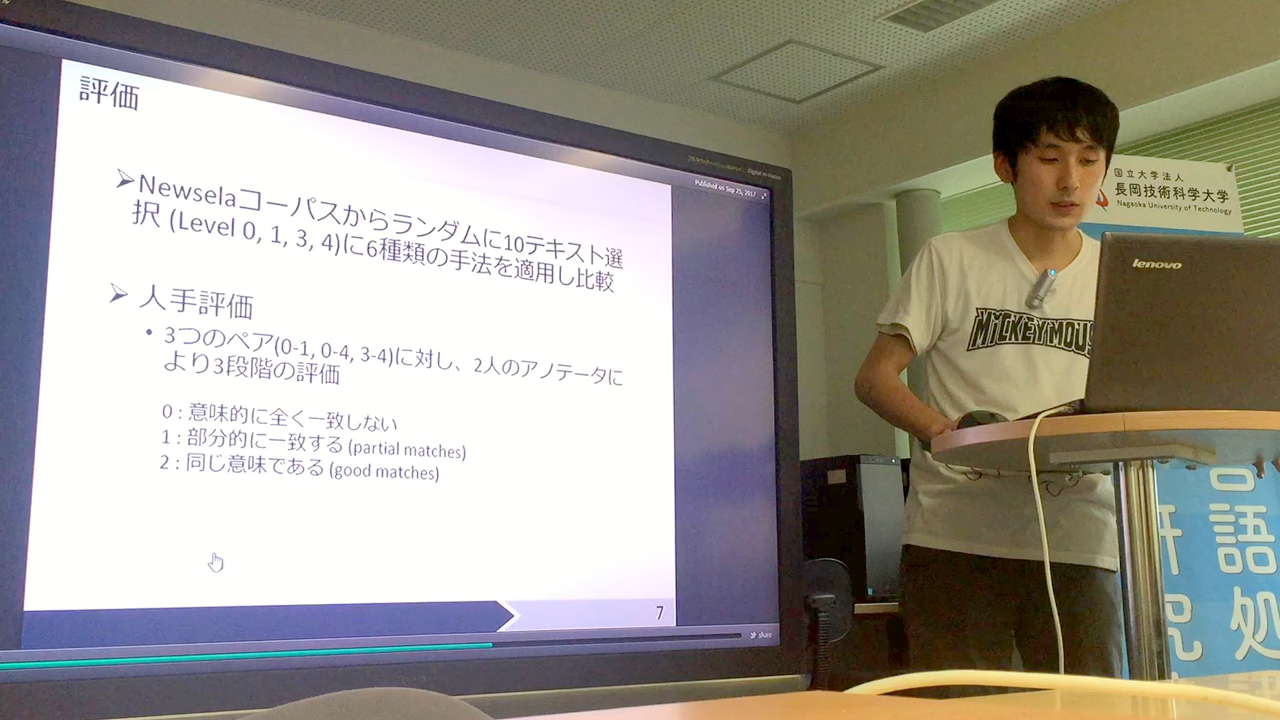 評価
Published on Sep 25, 2017
➢Newselaコーパスからランダムに10テキスト選
択 (Level 0, 1, 3, 4)に6種類の手法を適用し比較
➢ 人手評価
• 3つのペア(0-1, 0-4, 3-4)に対し、2人のアノテータに
より3段階の評価
0 : 意味的に全く一致しない
1 : 部分的に一致する (partial matches)
2 : 同じ意味である (good matches)
7
share
国立大学法人
長岡技術科学大学
Nagaoka University of Technology
lenovo
MICKEY MOUS
語
処
研
究